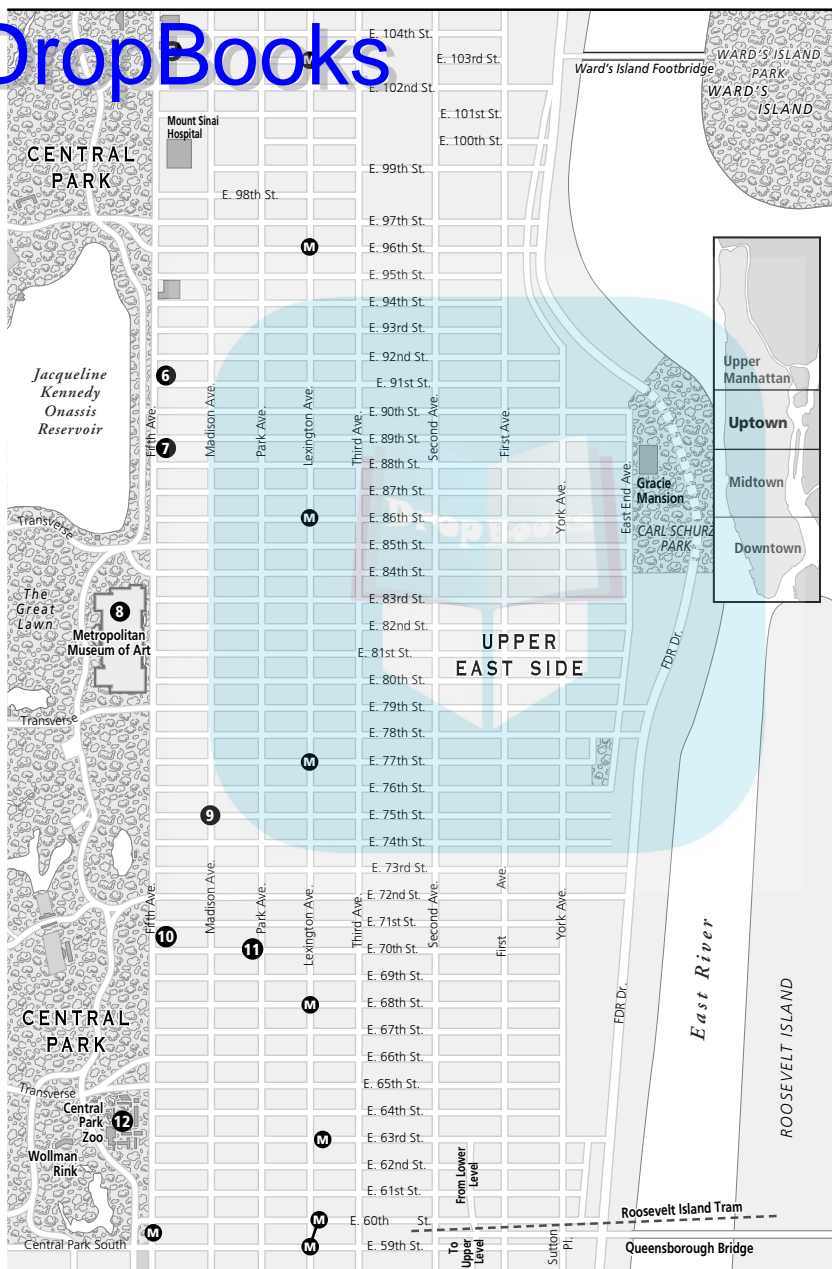 DropBooks
E. 104th St.
E. 103rd St.
E. 102nd St.
E. 101st St.
E. 100th St.
E. 99th St.
E. 98th St.
E. 97th St.
M
E. 96th St.
E. 95th St.
E. 94th St.
E. 93rd St.
E. 92nd St.
E. 91st St.
E. 90th St.
E. 89th St.
E. 88th St.
E. 87th St.
M
E. 86th St.
E. 85th St.
E. 84th St.
E. 83rd St.
E. 82nd St.
E. 81st St.
E. 80th St.
E. 79th St.
E. 78th St.
M
E. 77th St.
E. 76th St.
E. 75th St.
E. 74th St.
E. 73rd St.
E. 72nd St.
E. 71st St.
E. 70th St.
E. 69th St.
M
E. 68th St.
E. 67th St.
E. 66th St.
E. 65th St.
E. 64th St.
M
E. 63rd St.
E. 62nd St.
E. 61st St.
M
E. 60th St.
M
E. 59th St.
M
M
Ward's Island Footbridge
WARD'S ISLAND
PARK
WARD'S
ISLAND
Mount Sinai
Hospital
CENTRAL
PARK
Jacqueline
Kennedy
Onassis
Reservoir
6
7
Fifth Ave.
Madison Ave.
Park Ave.
Lexington Ave.
Third Ave.
Second Ave.
First Ave.
York Ave.
East End Ave.
Gracie
Mansion
CARL SCHURZ
PARK
Upper
Manhattan
Uptown
Midtown
Downtown
Drop Books
Transverse
The
Great
Lawn
8
Metropolitan
Museum of Art
UPPER
EAST SIDE
FDR Dr.
Transverse
9
Fifth Ave.
Madison Ave.
Park Ave.
Lexington Ave.
Third Ave.
Second Ave.
First Ave.
York Ave.
10
11
FDR Dr.
East River
ROOSEVELT ISLAND
CENTRAL
PARK
Transverse
Central
Park
Zoo
12
Wollman
Rink
From Lower
Level
To
Upper
Level
Sutton
Pl.
Roosevelt Island Tram
Queensborough Bridge
Central Park South